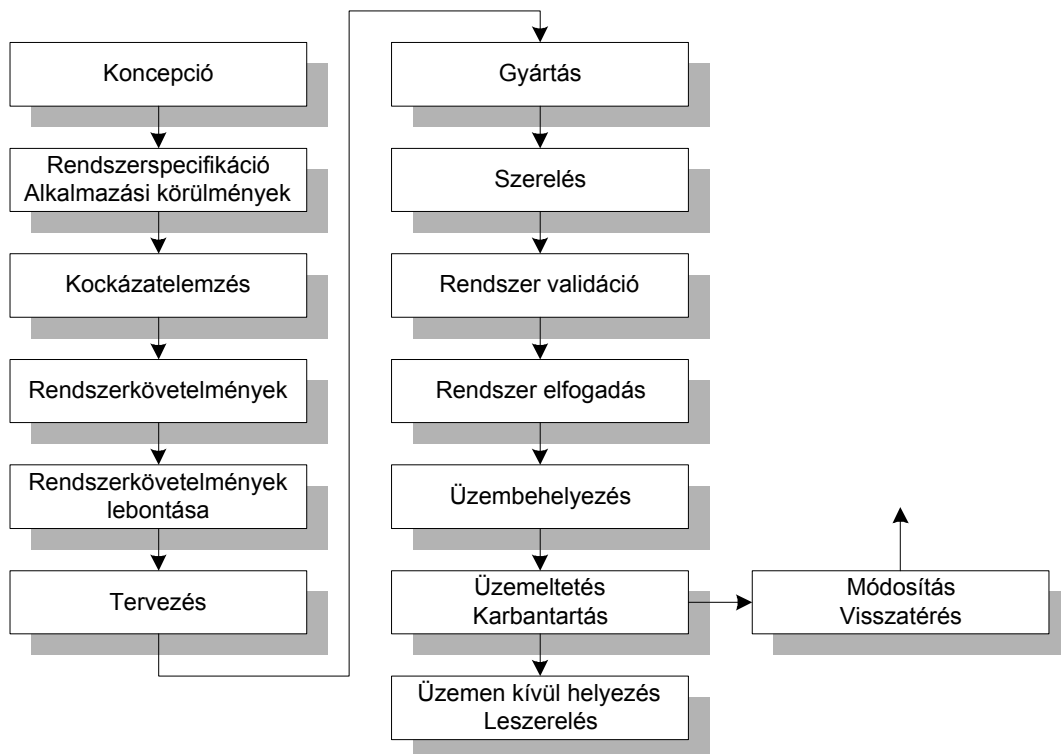 Koncepció
Rendszerspecifikáció
Alkalmazási körülmények
Kockázatelemzés
Rendszerkövetelmények
Rendszerkövetelmények
lebontása
Tervezés
Gyártás
Szerelés
Rendszer validáció
Rendszer elfogadás
Üzembehelyezés
Üzemeltetés
Karbantartás
Üzemen kívül helyezés
Leszerelés
Módosítás
Visszatérés